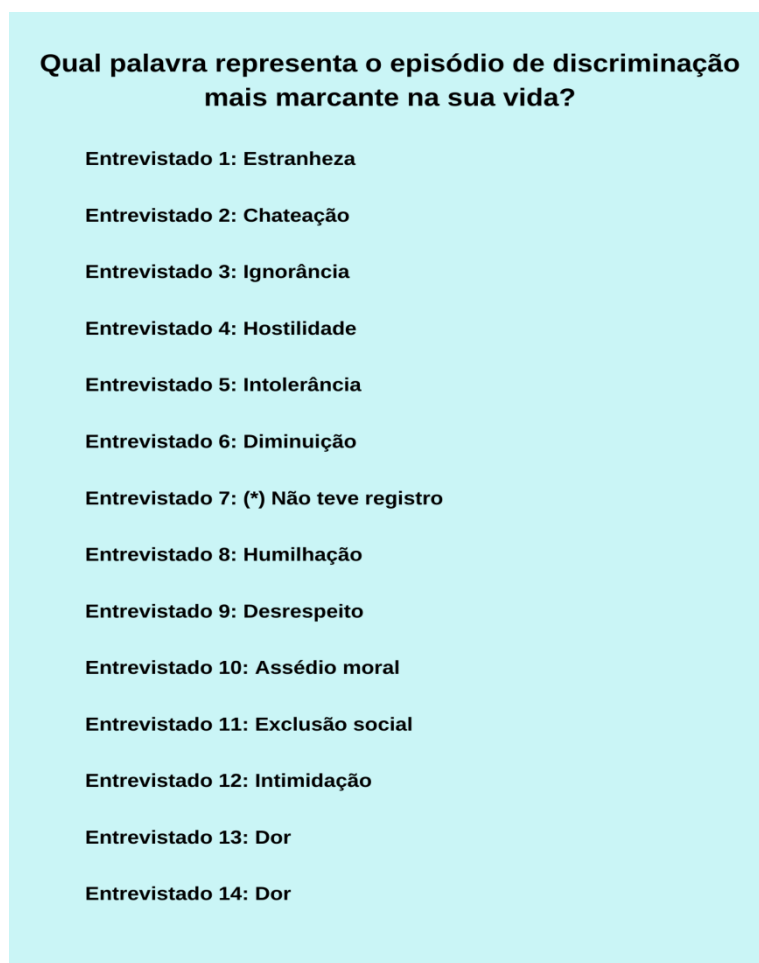 Qual palavra representa o episódio de discriminação
mais marcante na sua vida?
Entrevistado 1: Estranheza
Entrevistado 2: Chateação
Entrevistado 3: Ignorância
Entrevistado 4: Hostilidade
Entrevistado 5: Intolerância
Entrevistado 6: Diminuição
Entrevistado 7: (*) Não teve registro
Entrevistado 8: Humilhação
Entrevistado 9: Desrespeito
Entrevistado 10: Assédio moral
Entrevistado 11: Exclusão social
Entrevistado 12: Intimidação
Entrevistado 13: Dor
Entrevistado 14: Dor